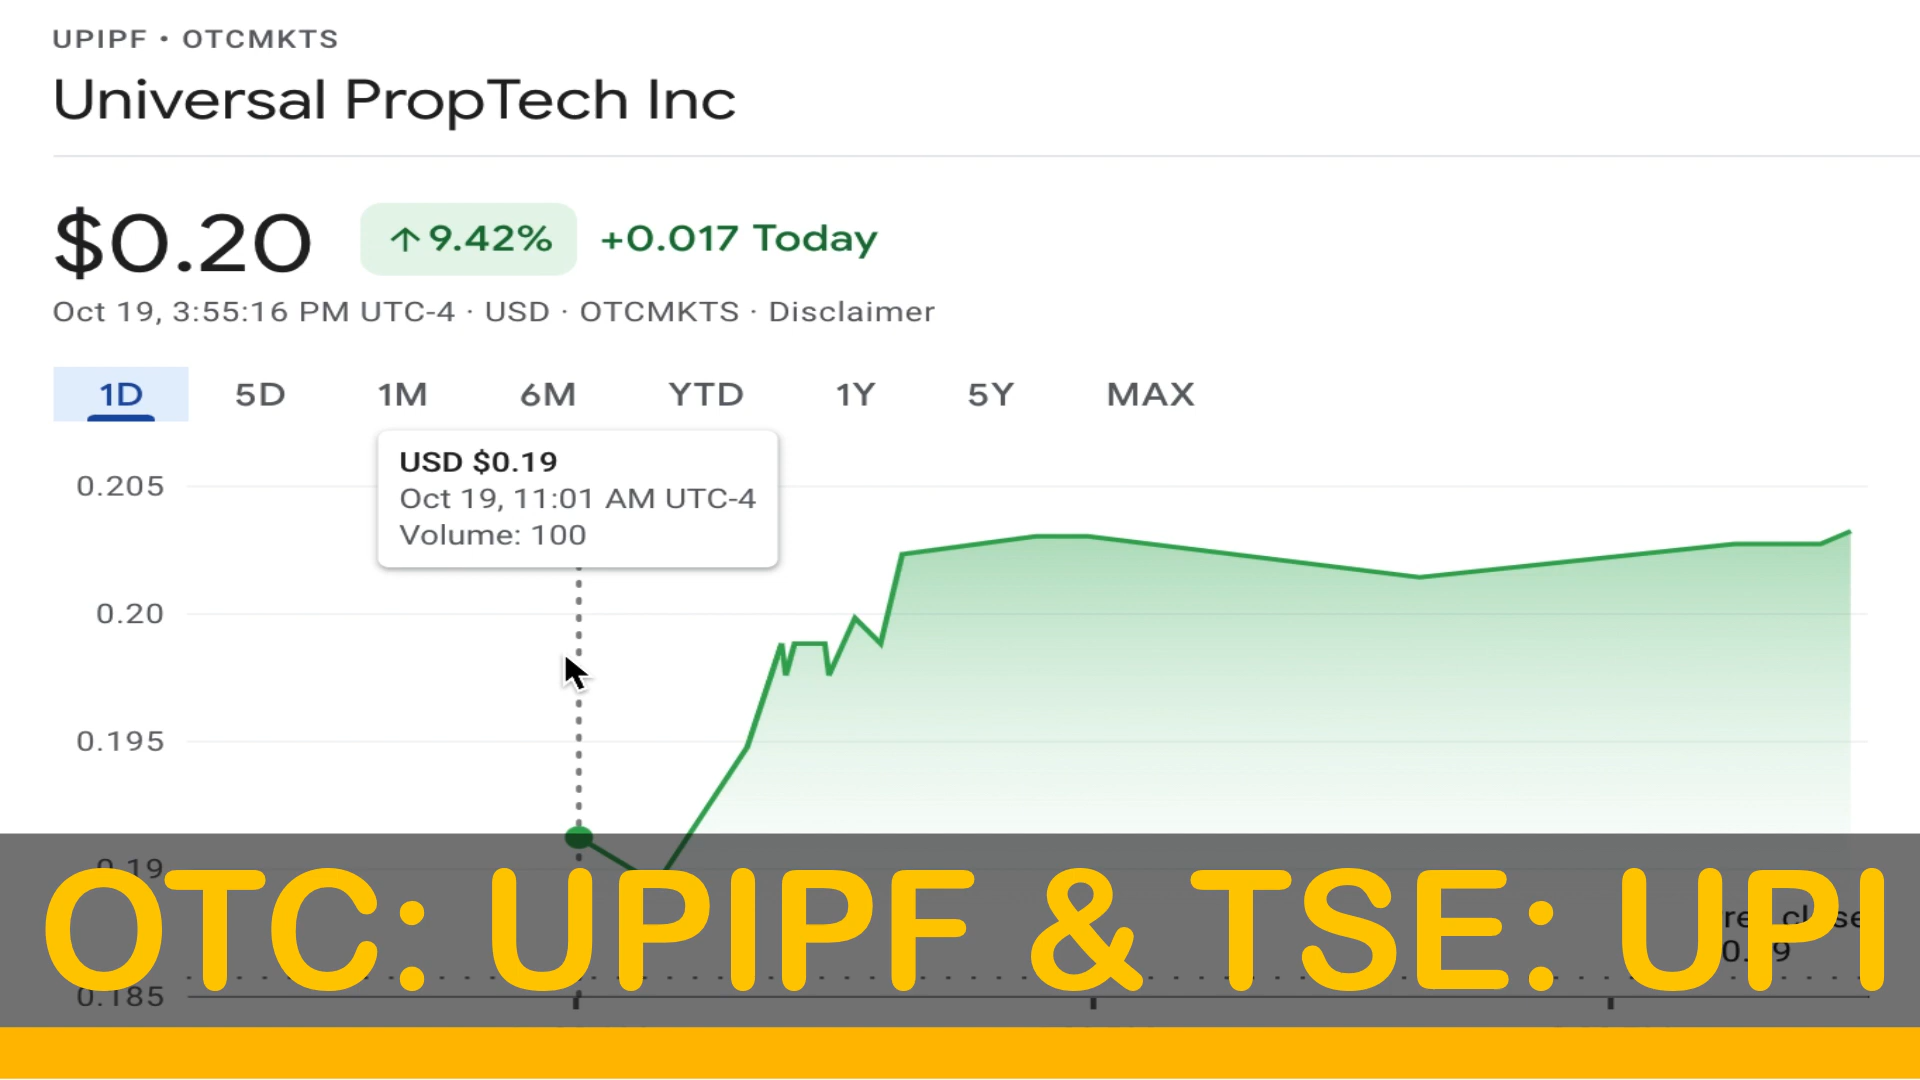 UPIPF • OTCMKTS
Universal PropTech Inc
$0.20 ↑9.42% +0.017 Today
Oct 19, 3:55:16 PM UTC-4 · USD · OTCMKTS · Disclaimer
1D 5D 1M 6M YTD 1Y 5Y MAX
USD $0.19
Oct 19, 11:01 AM UTC-4
Volume: 100
0.205
0.20
0.195
0.19
OTC: UPIPF & TSE: UPI
0.185